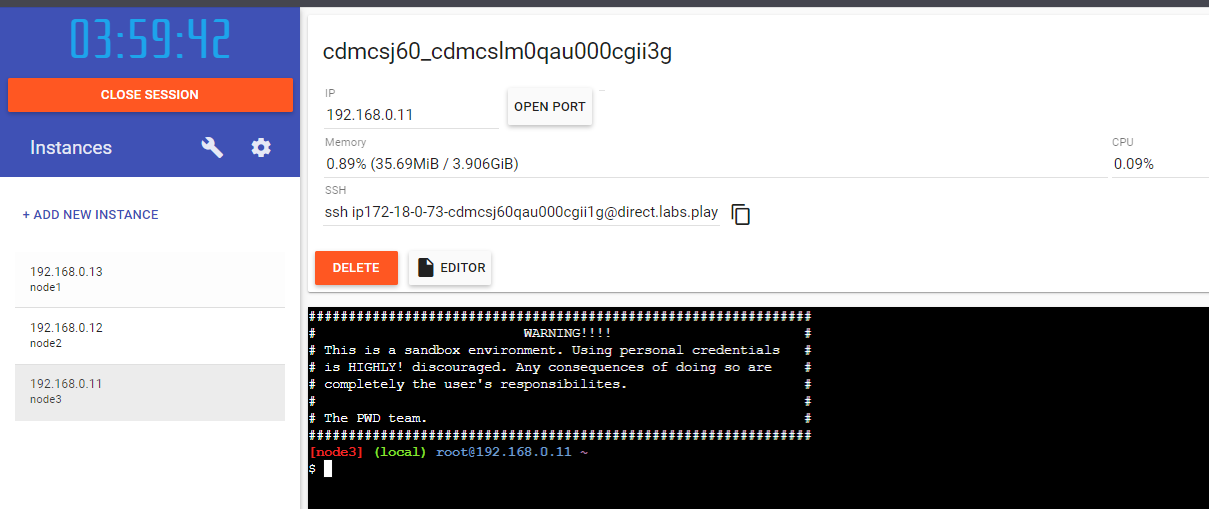 03:59:42
CLOSE SESSION
Instances
+ ADD NEW INSTANCE
192.168.0.13
node1
192.168.0.12
node2
192.168.0.11
node3
cdmcsj60_cdmcslm0qau000cgii3g
IP
192.168.0.11
OPEN PORT
Memory
0.89% (35.69MiB / 3.906GiB)
CPU
0.09%
SSH
ssh ip172-18-0-73-cdmcsj60qau000cgii1g@direct.labs.play
DELETE
EDITOR
###############################################################
# WARNING!!!! #
# This is a sandbox environment. Using personal credentials #
# is HIGHLY! discouraged. Any consequences of doing so are #
# completely the user's responsibilites. #
# #
# The PWD team. #
###############################################################
[node3] (local) root@192.168.0.11 ~
$